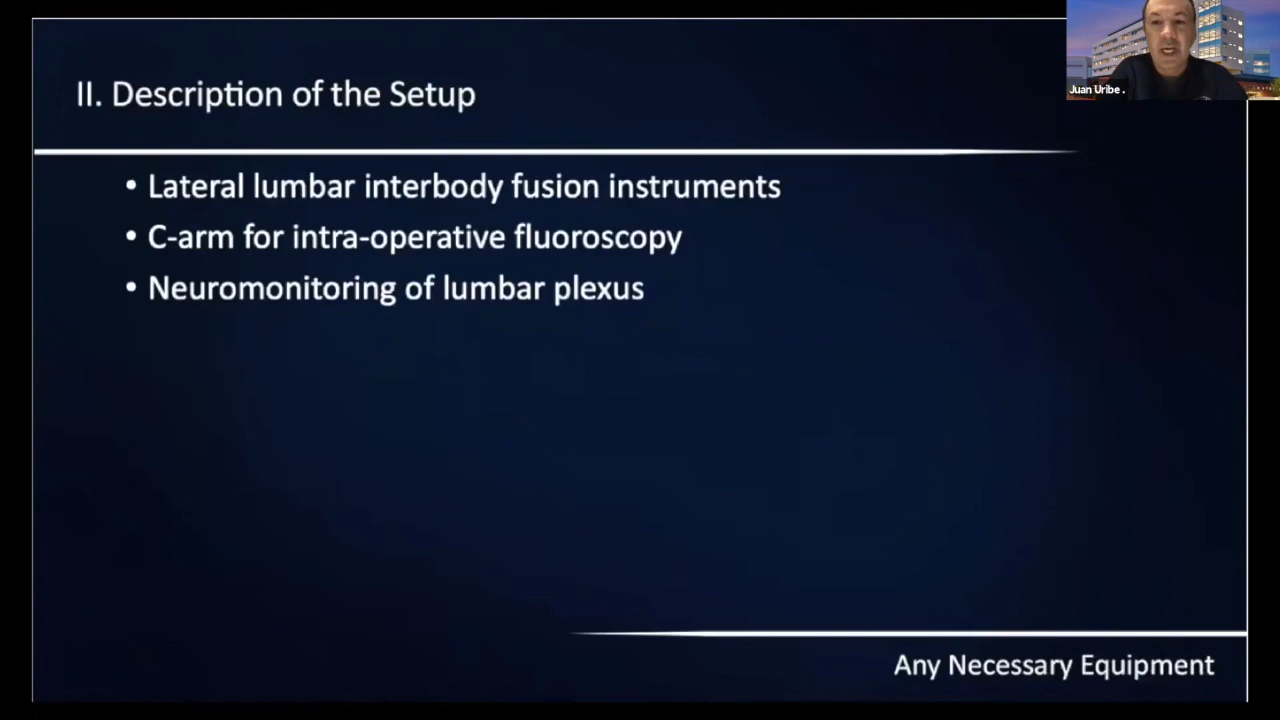 II. Description of the Setup
Juan Uribe .
• Lateral lumbar interbody fusion instruments
• C-arm for intra-operative fluoroscopy
• Neuromonitoring of lumbar plexus
Any Necessary Equipment